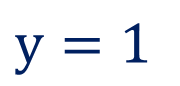 y = 1